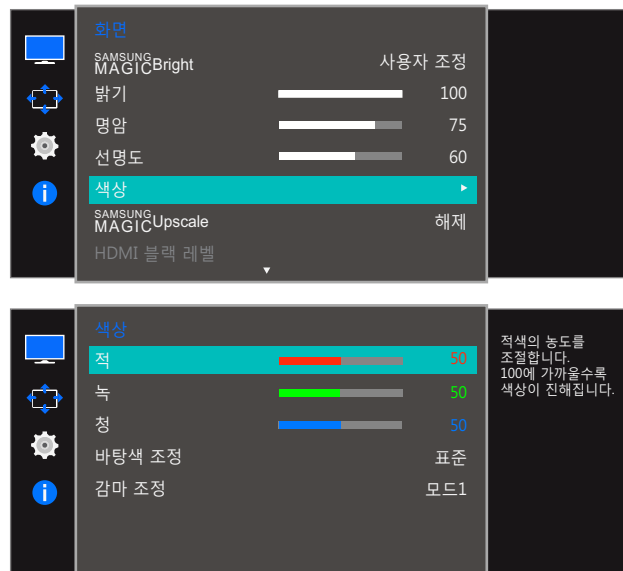 화면
SAMSUNG
MAGICBright 사용자 조정
밝기 100
명암 75
선명도 60
색상
SAMSUNG
MAGICUpscale 해제
HDMI 블랙 레벨
색상
적 50
녹 50
청 50
바탕색 조정 표준
감마 조정 모드1
적색의 농도를
조절합니다.
100에 가까울수록
색상이 진해집니다.